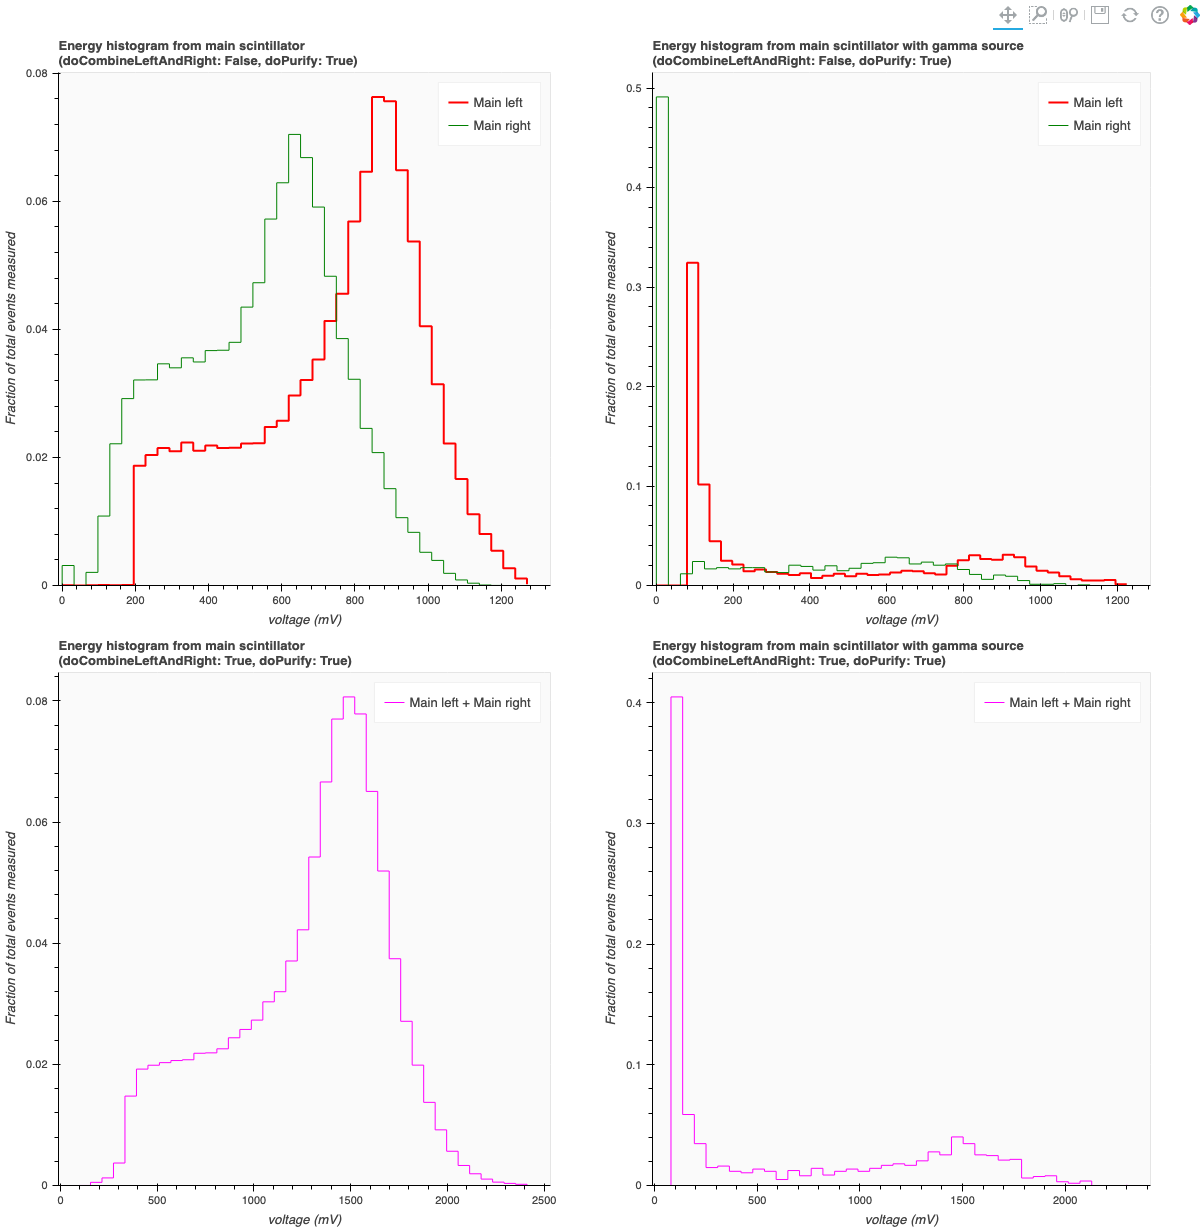 Energy histogram from main scintillator
(doCombineLeftAndRight: False, doPurify: True)
Main left
Main right
Fraction of total events measured
0.08
0.06
0.04
0.02
0
0 200 400 600 800 1000 1200
voltage (mV)
Energy histogram from main scintillator with gamma source
(doCombineLeftAndRight: False, doPurify: True)
Main left
Main right
Fraction of total events measured
0.5
0.4
0.3
0.2
0.1
0
0 200 400 600 800 1000 1200
voltage (mV)
Energy histogram from main scintillator
(doCombineLeftAndRight: True, doPurify: True)
Main left + Main right
Fraction of total events measured
0.08
0.06
0.04
0.02
0
0 500 1000 1500 2000 2500
voltage (mV)
Energy histogram from main scintillator with gamma source
(doCombineLeftAndRight: True, doPurify: True)
Main left + Main right
Fraction of total events measured
0.4
0.3
0.2
0.1
0
0 500 1000 1500 2000
voltage (mV)